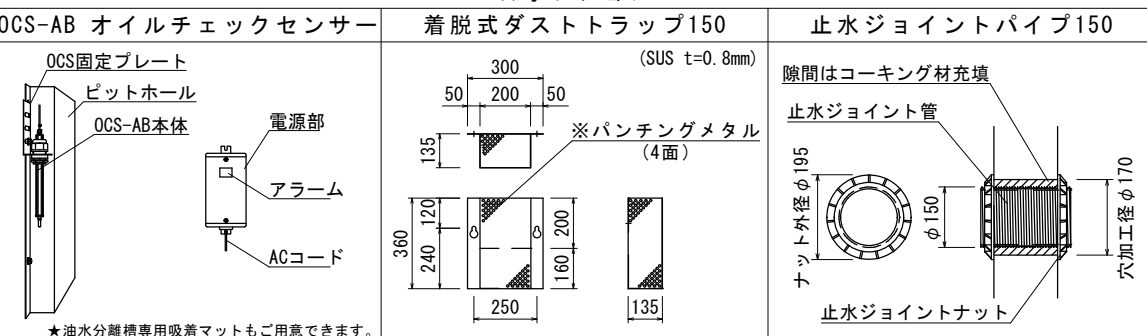 OCS-AB オイルチェックセンサー
OCS固定プレート
ピットホール
OCS-AB本体
電源部
アラーム
ACコード
★油水分離槽専用吸着マットもご用意できます。
着脱式ダストトラップ150
(SUS t=0.8mm)
300
50 200 50
135
※パンチングメタル
(4面)
360
120
240
200
160
250
135
止水ジョイントパイプ150
隙間はコーキング材充填
止水ジョイント管
ナット外径φ195
φ150
穴加工径φ170
止水ジョイントナット